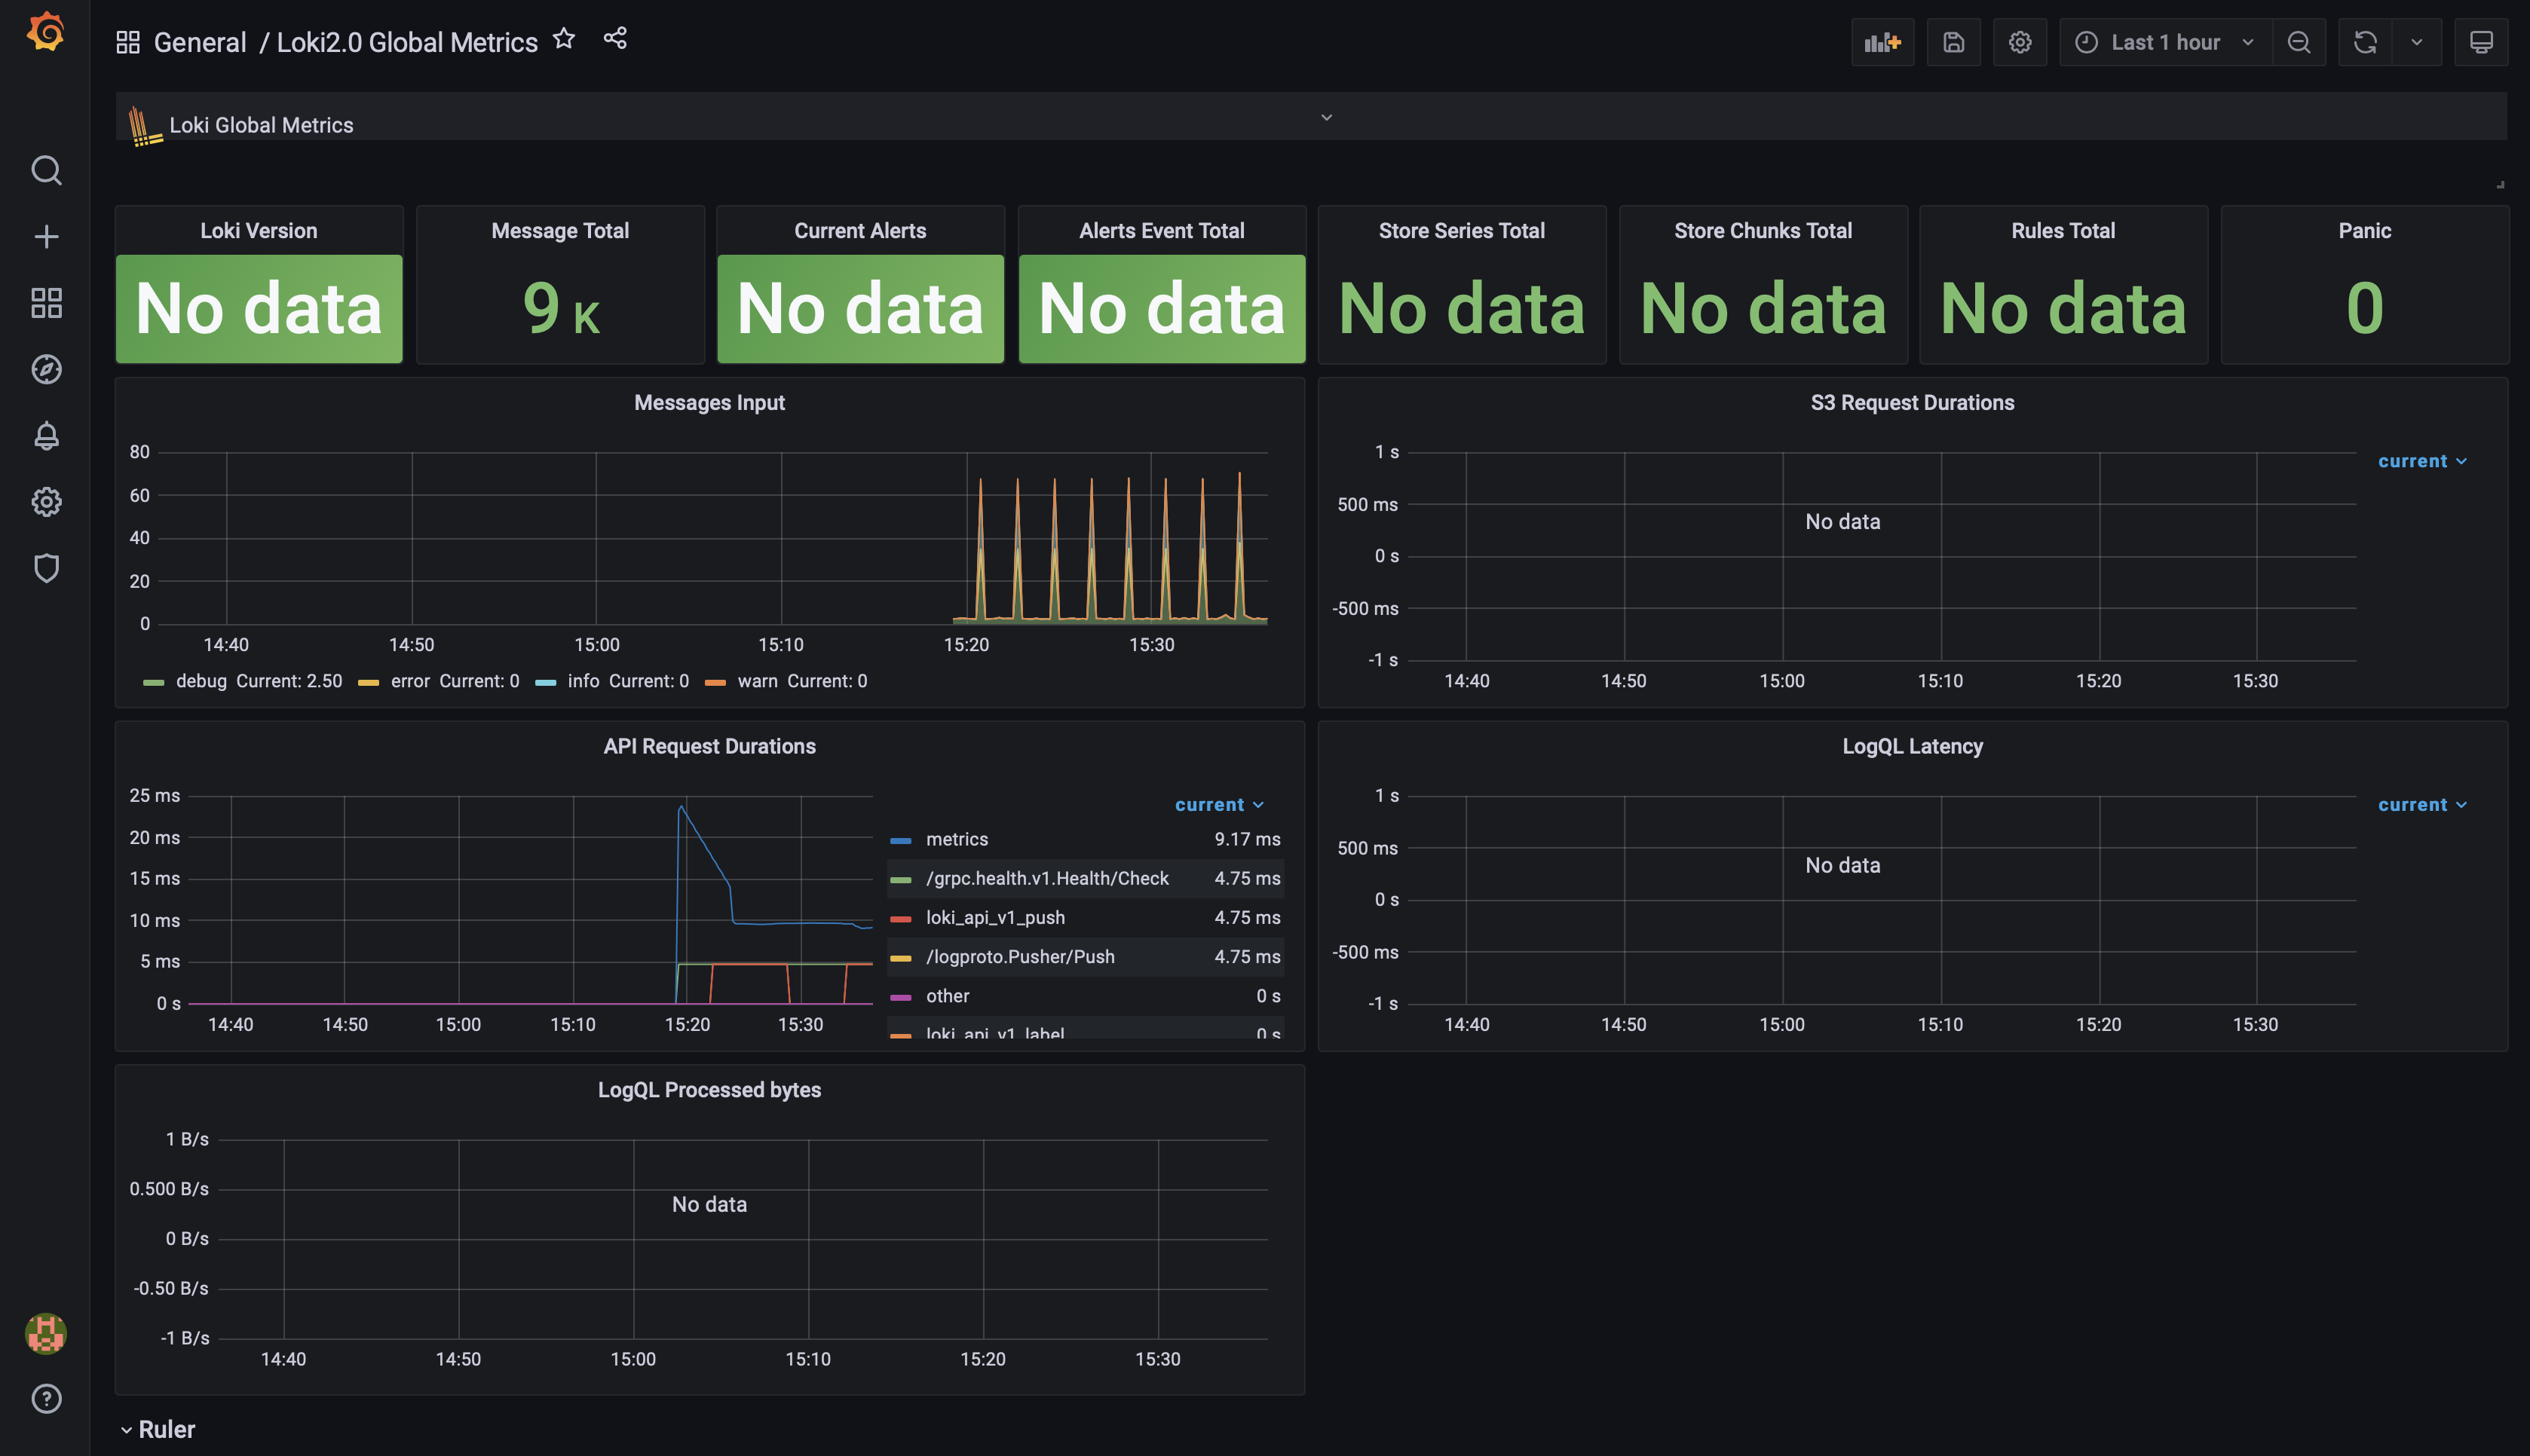 General / Loki2.0 Global Metrics
Last 1 hour
Loki Global Metrics
Loki Version
No data
Message Total
9 K
Current Alerts
No data
Alerts Event Total
No data
Store Series Total
No data
Store Chunks Total
No data
Rules Total
No data
Panic
0
Messages Input
80
60
40
20
0
14:40 14:50 15:00 15:10 15:20 15:30
debug Current: 2.50 error Current: 0 info Current: 0 warn Current: 0
S3 Request Durations
current
1 s
500 ms
No data
0 s
-500 ms
-1 s
14:40 14:50 15:00 15:10 15:20 15:30
API Request Durations
25 ms
20 ms
15 ms
10 ms
5 ms
0 s
14:40 14:50 15:00 15:10 15:20 15:30
current
metrics 9.17 ms
/grpc.health.v1.Health/Check 4.75 ms
loki_api_v1_push 4.75 ms
/logproto.Pusher/Push 4.75 ms
other 0 s
loki_api_v1_label 0 s
LogQL Latency
current
1 s
500 ms
No data
0 s
-500 ms
-1 s
14:40 14:50 15:00 15:10 15:20 15:30
LogQL Processed bytes
1 B/s
0.500 B/s
No data
0 B/s
-0.50 B/s
-1 B/s
14:40 14:50 15:00 15:10 15:20 15:30
Ruler